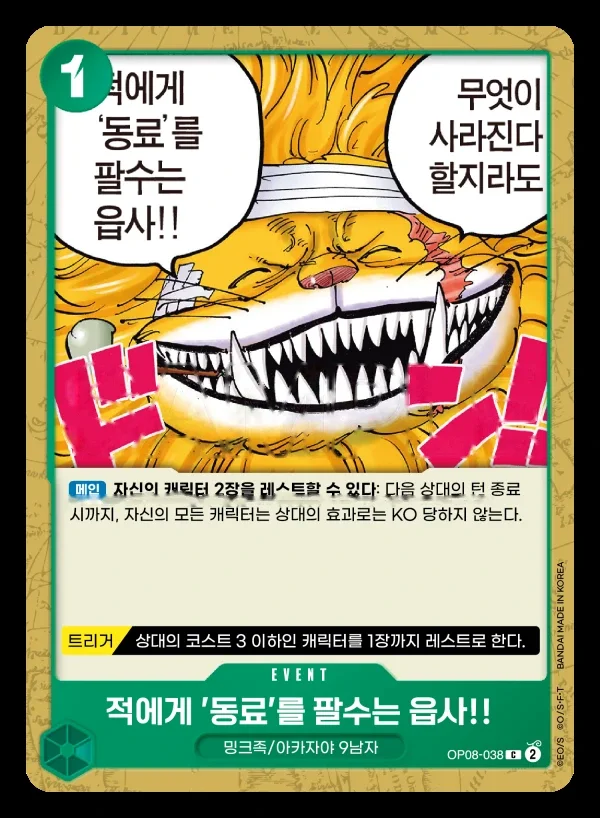 1
적에게
‘동료’를
팔수는
읍사!!
무엇이
사라진다
할지라도
ドン!!
메인 자신의 캐릭터 2장을 레스트할 수 있다: 다음 상대의 턴 종료
시까지, 자신의 모든 캐릭터는 상대의 효과로는 KO 당하지 않는다.
트리거 상대의 코스트 3 이하인 캐릭터를 1장까지 레스트로 한다.
EVENT
적에게 '동료'를 팔수는 읍사!!
밍크족/아카자야 9남자
OP08-038 C 2
©EO/S ©O/S·F·T BANDAI MADE IN KOREA